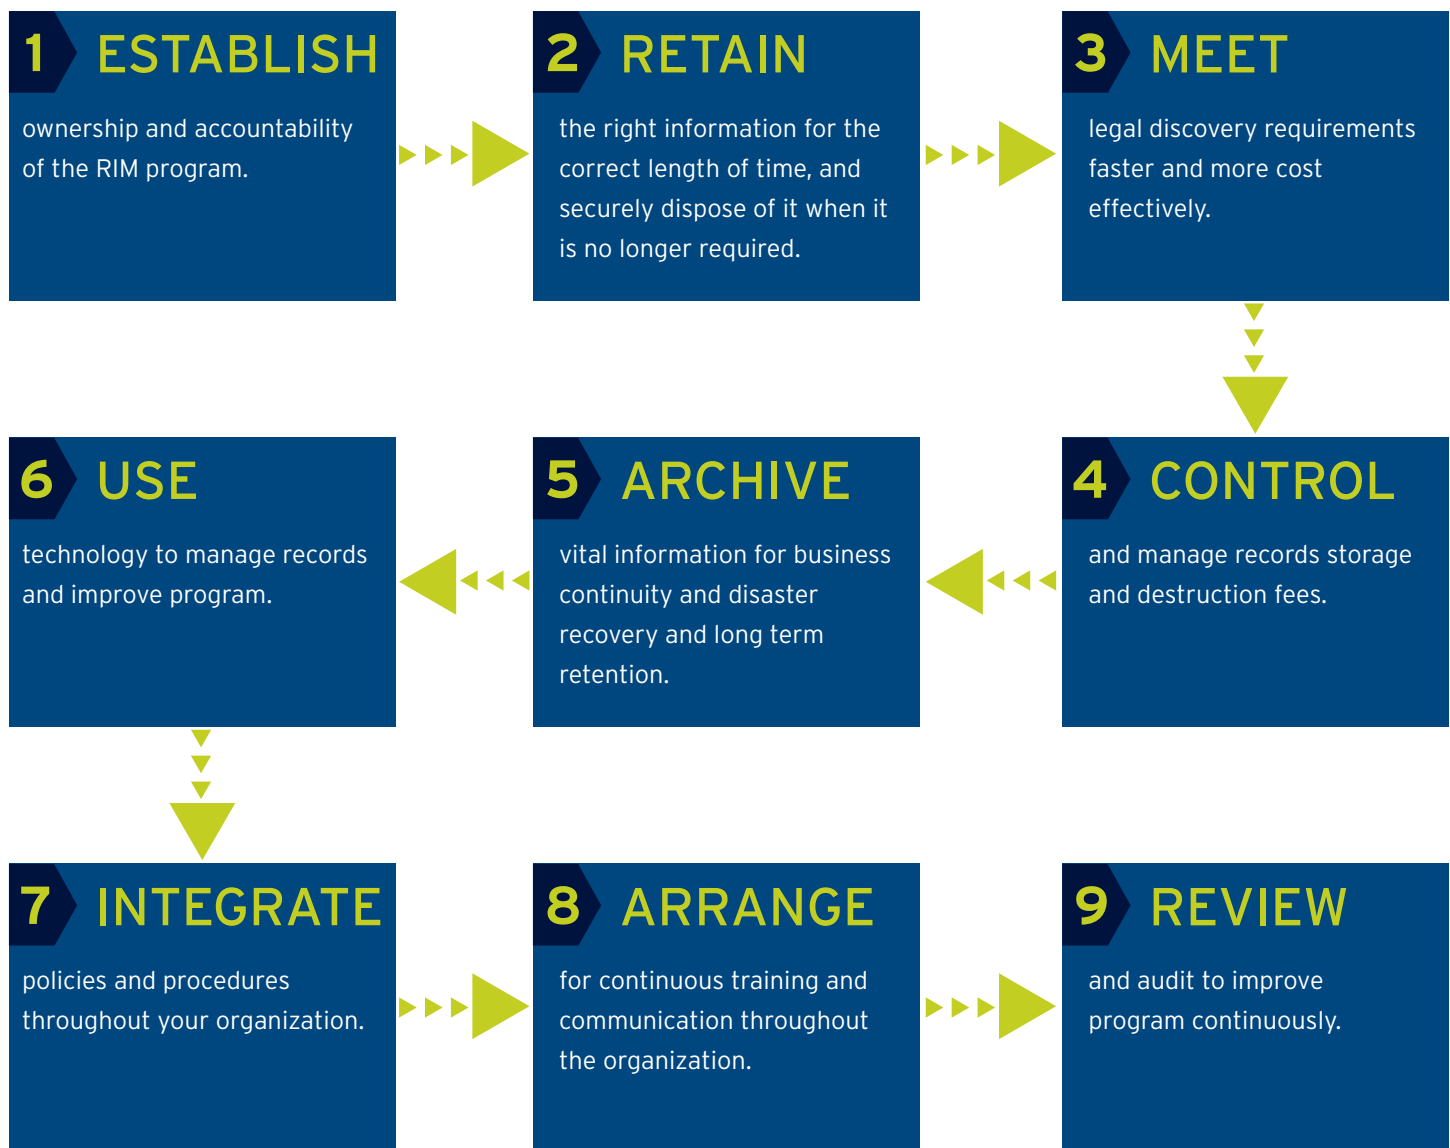 1 ESTABLISH
ownership and accountability
of the RIM program.
2 RETAIN
the right information for the
correct length of time, and
securely dispose of it when it
is no longer required.
3 MEET
legal discovery requirements
faster and more cost
effectively.
4 CONTROL
and manage records storage
and destruction fees.
5 ARCHIVE
vital information for business
continuity and disaster
recovery and long term
retention.
6 USE
technology to manage records
and improve program.
7 INTEGRATE
policies and procedures
throughout your organization.
8 ARRANGE
for continuous training and
communication throughout
the organization.
9 REVIEW
and audit to improve
program continuously.